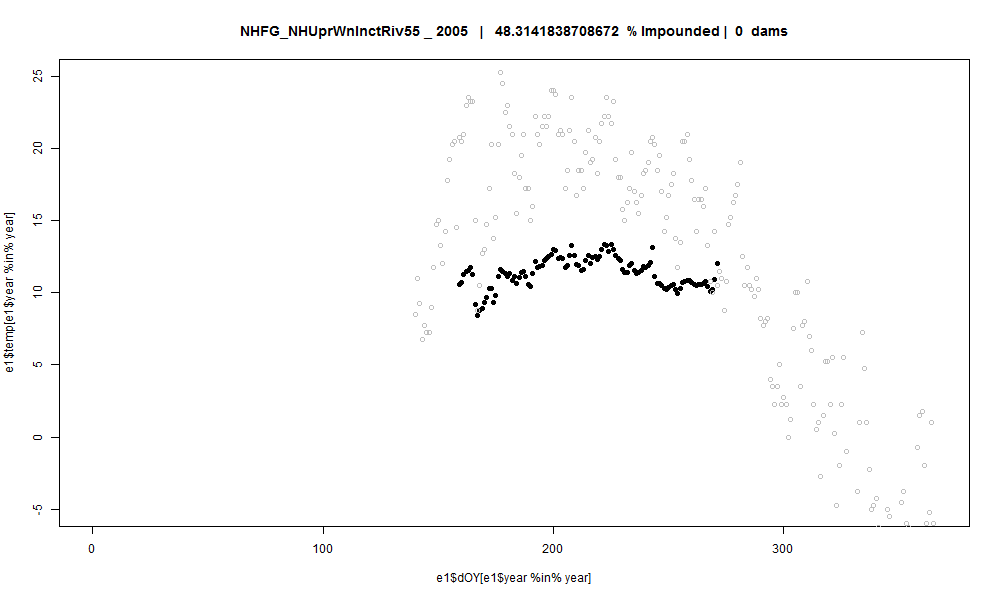 NHFG_NHUprWnInctRiv55 _ 2005 | 48.3141838708672 % Impounded | 0 dams
e1$temp[e1$year %in% year]
25
20
15
10
5
0
-5
0 100 200 300
e1$dOY[e1$year %in% year]